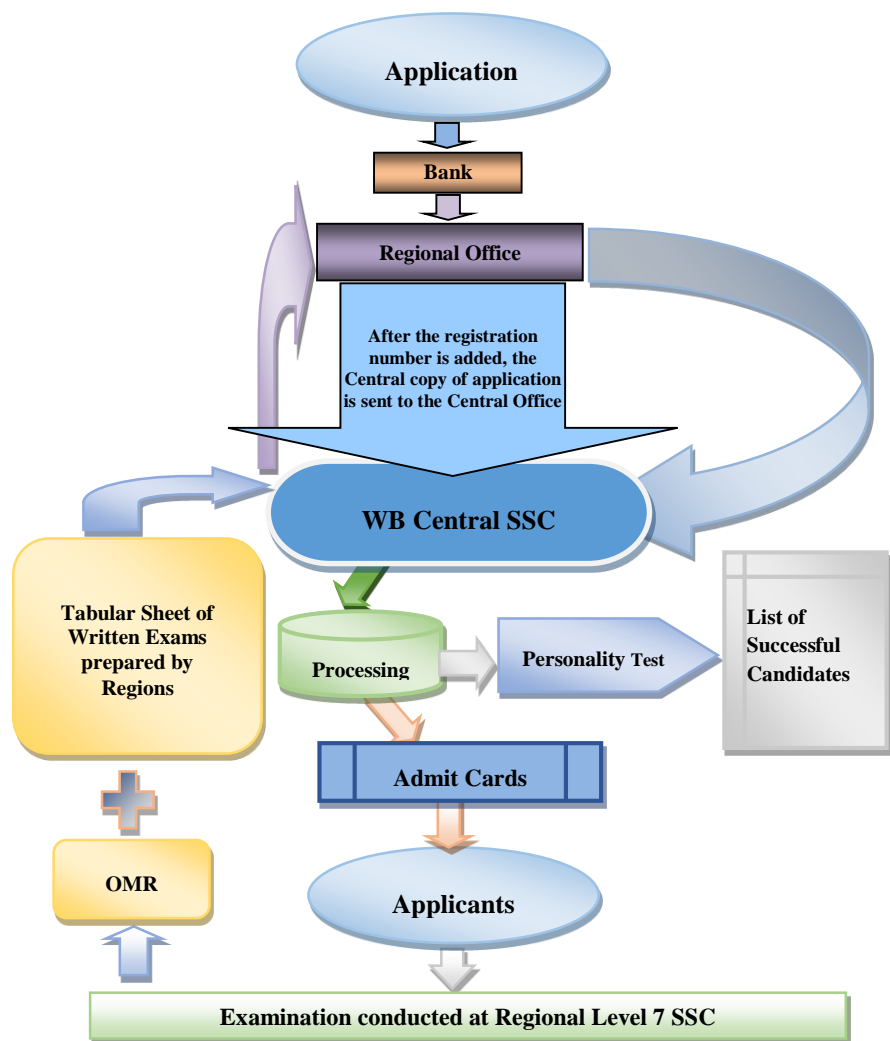 Application
Bank
Regional Office
After the registration
number is added, the
Central copy of application
is sent to the Central Office
WB Central SSC
Tabular Sheet of
Written Exams
prepared by
Regions
Processing
Personality Test
List of
Successful
Candidates
Admit Cards
OMR
Applicants
Examination conducted at Regional Level 7 SSC